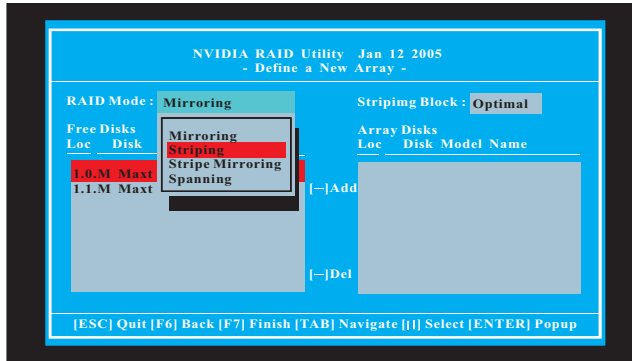 NVIDIA RAID Utility Jan 12 2005
- Define a New Array -
RAID Mode : Mirroring
Stripimg Block : Optimal
Free Disks
Loc Disk
Mirroring
Striping
Stripe Mirroring
Spanning
1.0.M Maxt
1.1.M Maxt
[—]Add
[—]Del
Array Disks
Loc Disk Model Name
[ESC] Quit [F6] Back [F7] Finish [TAB] Navigate [||] Select [ENTER] Popup